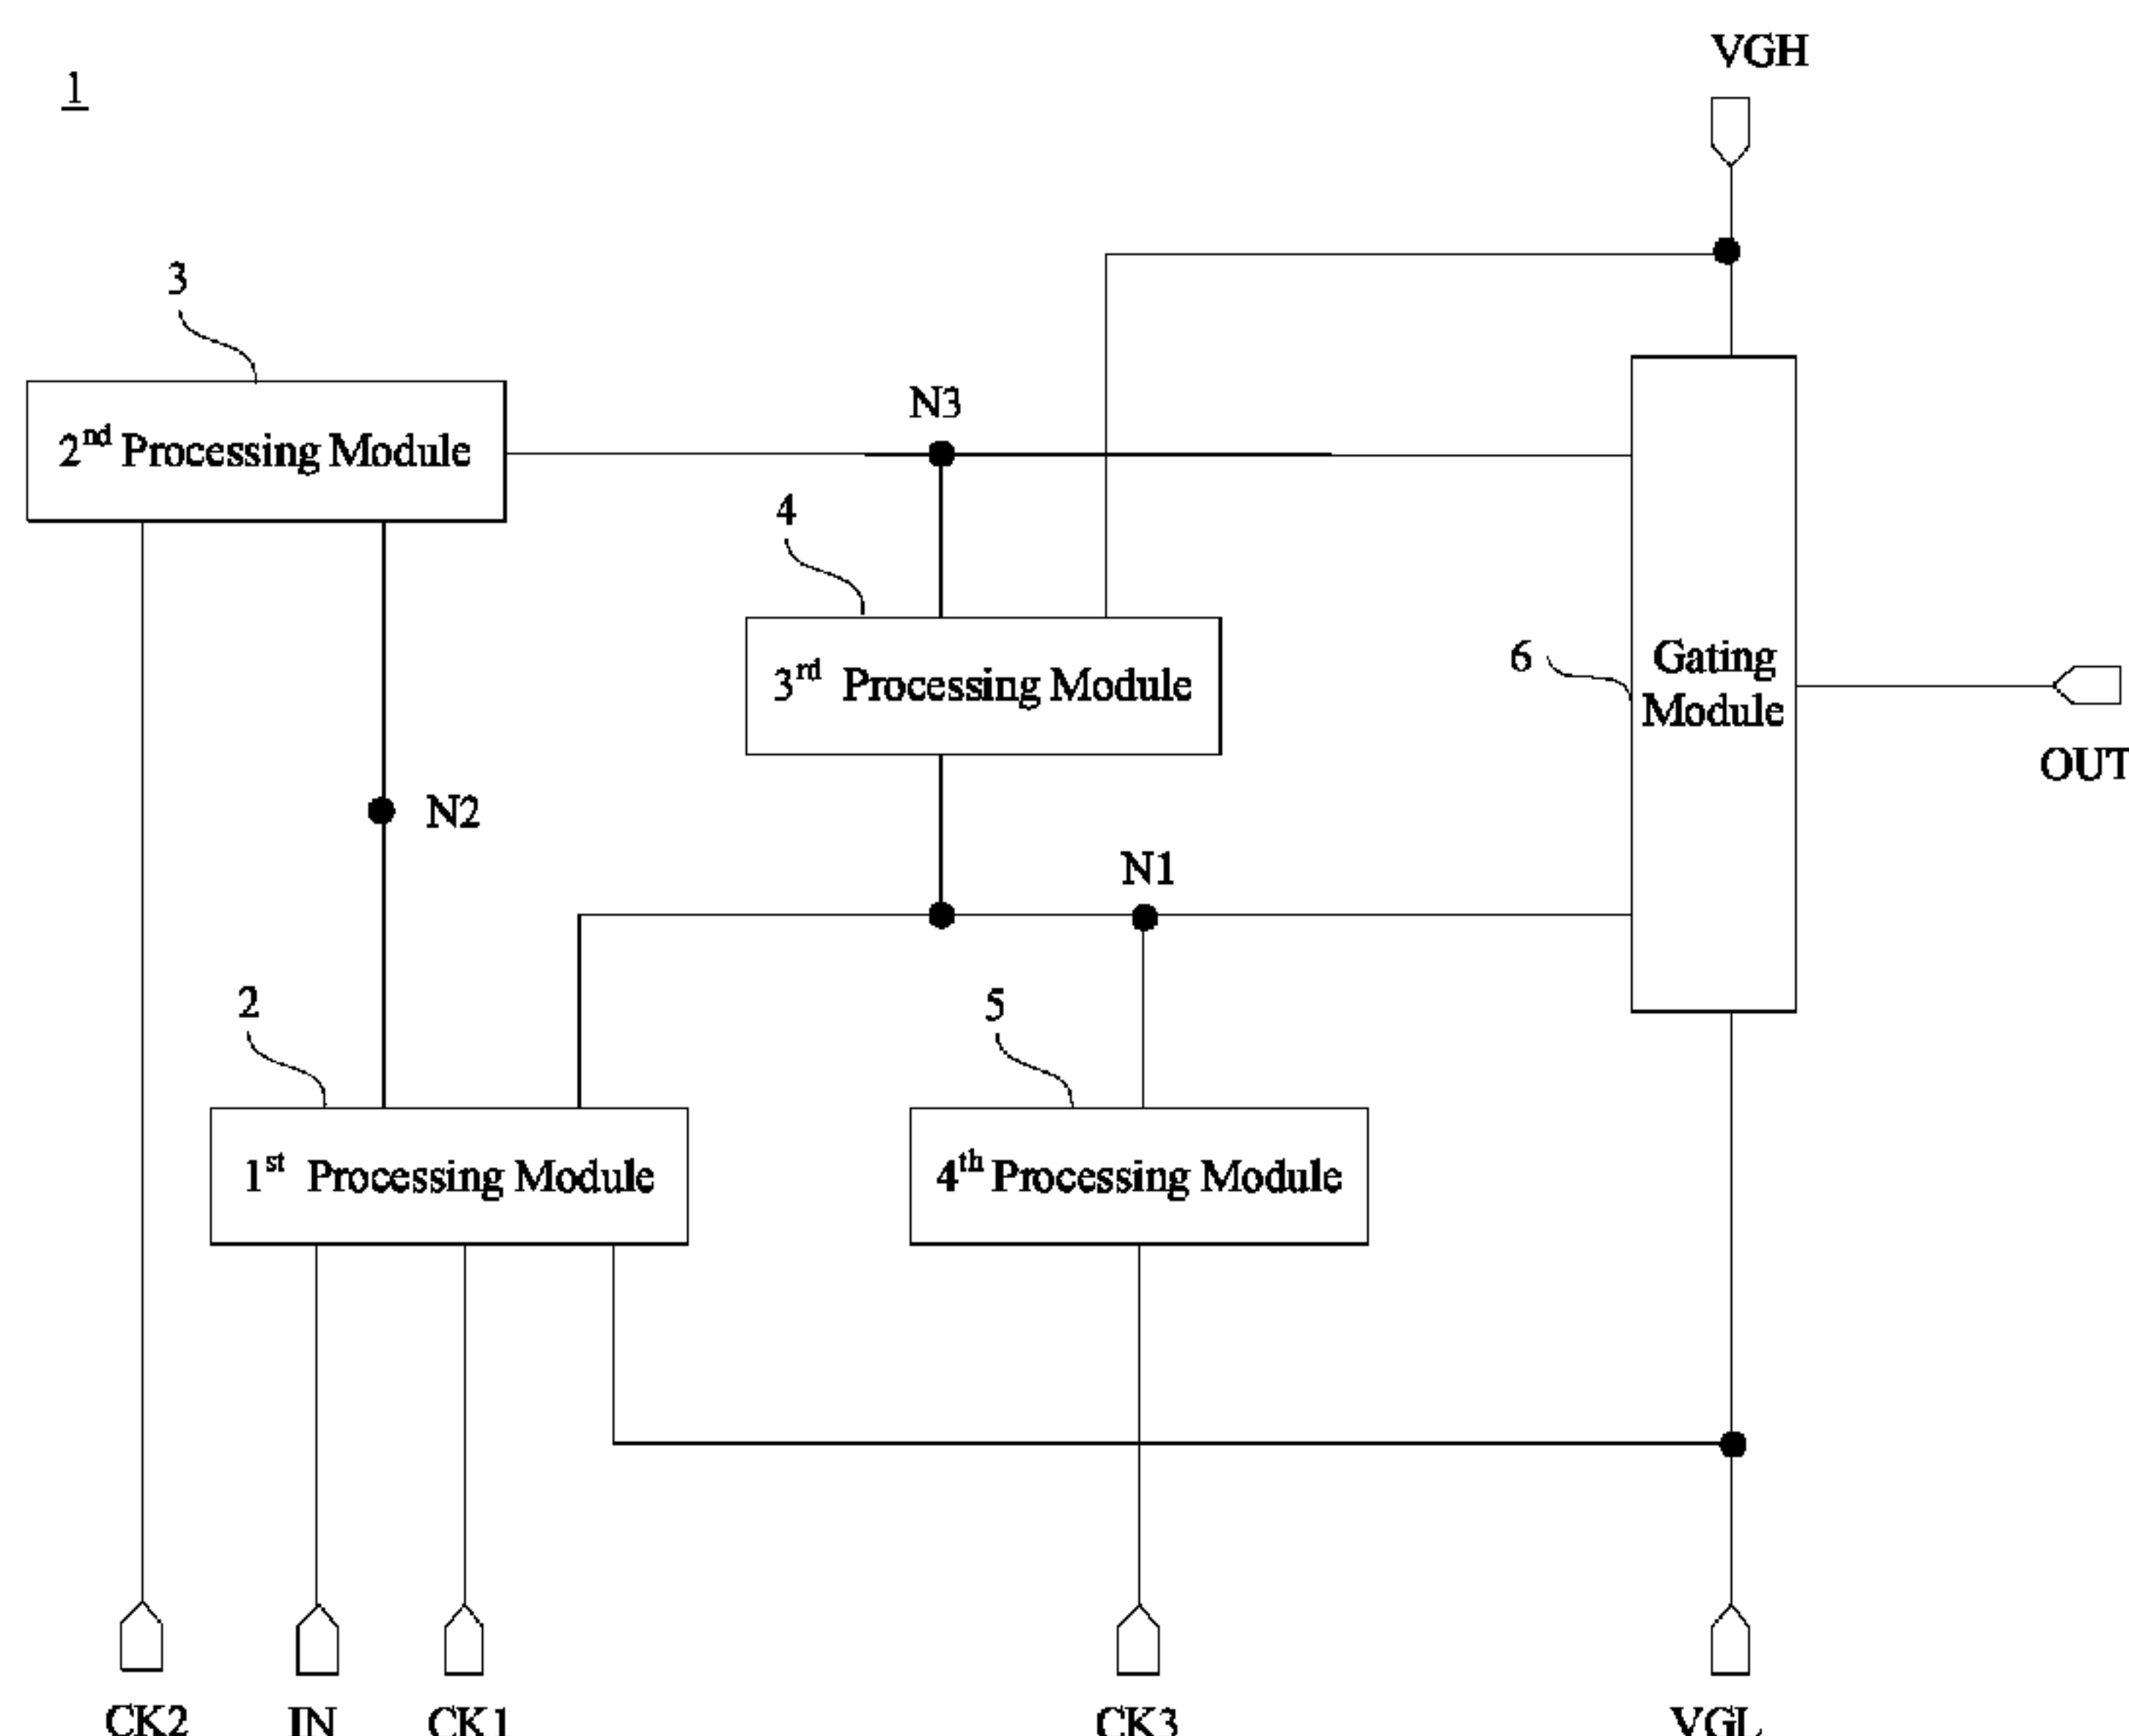 VGH
1
3
2nd Processing Module
N3
4
3rd Processing Module
6
Gating
Module
OUT
N2
N1
2
5
1st Processing Module
4th Processing Module
CK2
IN
CK1
CK3
VGL